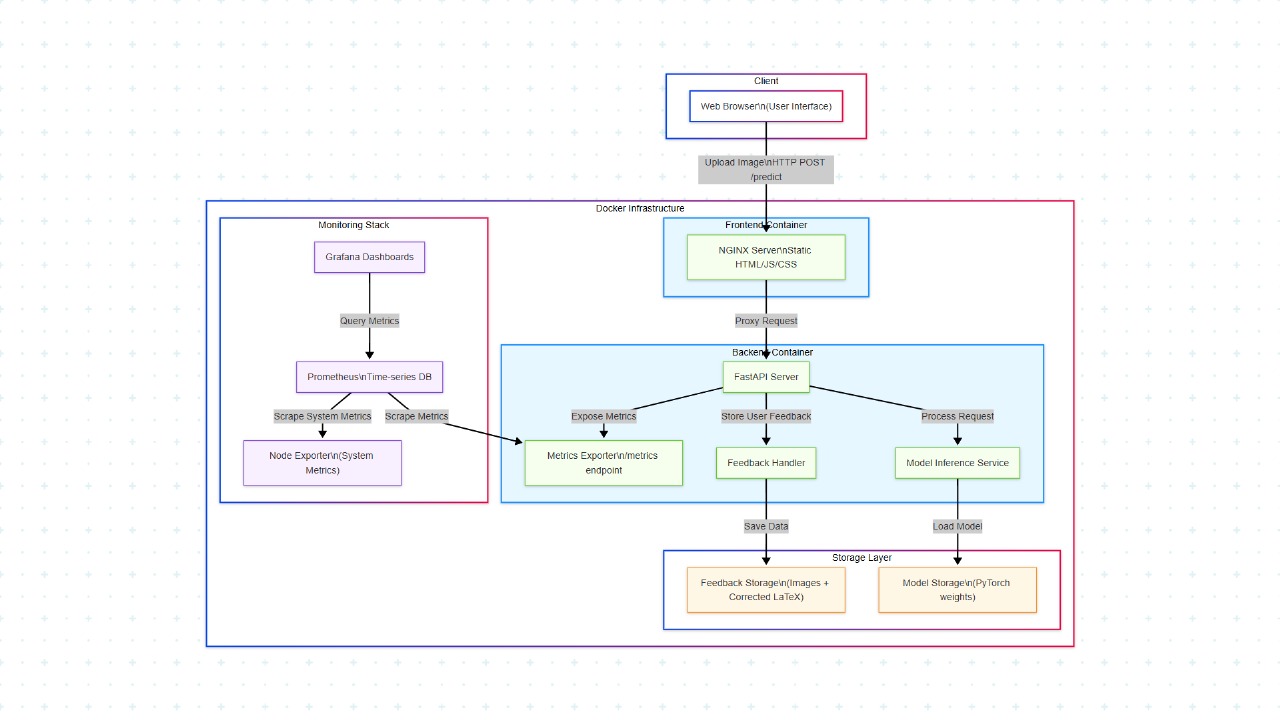 Client
Web Browser\n(User Interface)
Upload Image\nHTTP POST
/predict
Docker Infrastructure
Monitoring Stack
Frontend Container
Grafana Dashboards
NGINX Server\nStatic
HTML/JS/CSS
Query Metrics
Proxy Request
Backend Container
Prometheus\nTime-series DB
FastAPI Server
Scrape System Metrics
Scrape Metrics
Expose Metrics
Store User Feedback
Process Request
Node Exporter\n(System
Metrics)
Metrics Exporter\n/metrics
endpoint
Feedback Handler
Model Inference Service
Save Data
Load Model
Storage Layer
Feedback Storage\n(Images +
Corrected LaTeX)
Model Storage\n(PyTorch
weights)